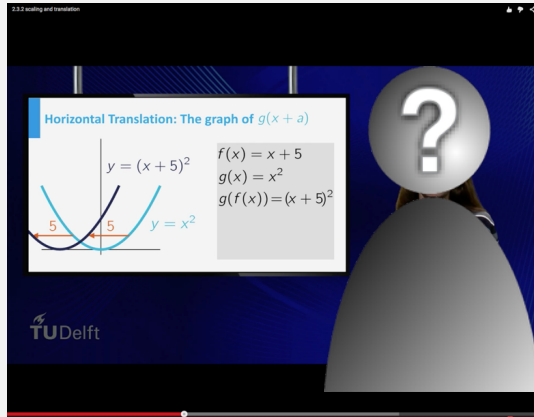 2.3.2 scaling and translation
Horizontal Translation: The graph of g(x + a)
y = (x + 5)²
5
5
y = x²
f(x) = x + 5
g(x) = x²
g(f(x))=(x + 5)²
?
TUDelft